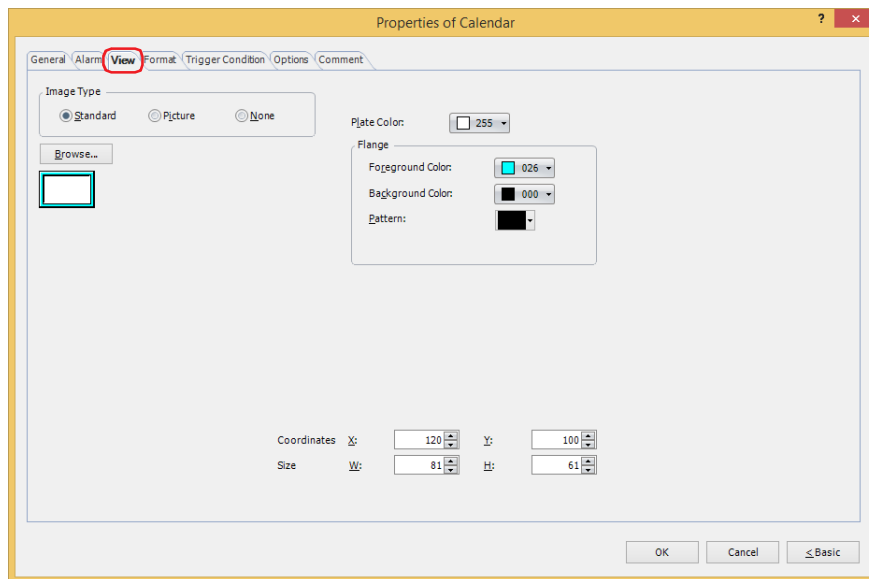 Properties of Calendar
? ×
General Alarm View Format Trigger Condition Options Comment
Image Type
Standard Picture None
Browse...
Plate Color: 255
Flange
Foreground Color: 026
Background Color: 000
Pattern:
Coordinates X: 120 Y: 100
Size W: 81 H: 61
OK Cancel < Basic